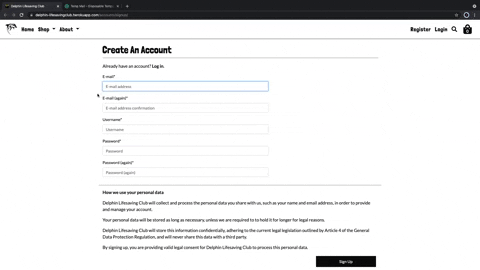 Delphin Lifesaving Club
Temp Mail - Disposable Temp
delphin-lifesavingclub.herokuapp.com/accounts/signup/
Home
Shop
About
Register
Login
0
Create An Account
Already have an account? Log in.
E-mail*
E-mail address
E-mail (again)*
E-mail address confirmation
Username*
Username
Password*
Password
Password (again)*
Password (again)
How we use your personal data
Delphin Lifesaving Club will collect and process the personal data you share with us, such as your name and email address, in order to provide
and manage your account.
Your personal data will be stored as long as necessary, unless we are required to hold it for longer for legal reasons.
Delphin Lifesaving Club will store this information confidentially, adhering to the current legal legislation outlined by Article 4 of the General
Data Protection Regulation, and will never share this data with a third party.
By signing up, you are providing valid legal consent for Delphin Lifesaving Club to process this personal data.
Sign Up